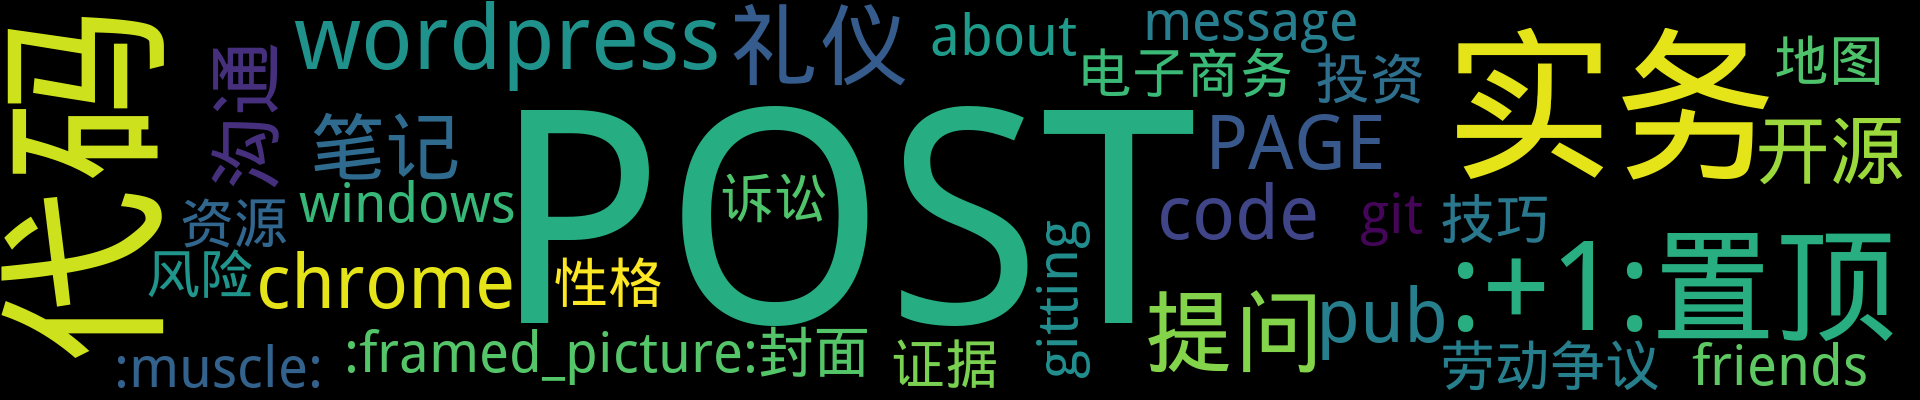 代码
沟通
wordpress
礼仪
about
message
电子商务
投资
实务
地图
笔记
POST
PAGE
开源
资源
windows
诉讼
code
git
技巧
风险
chrome
性格
gitting
提问
pub
:+1:置顶
:muscle:
:framed_picture:封面
证据
劳动争议
friends